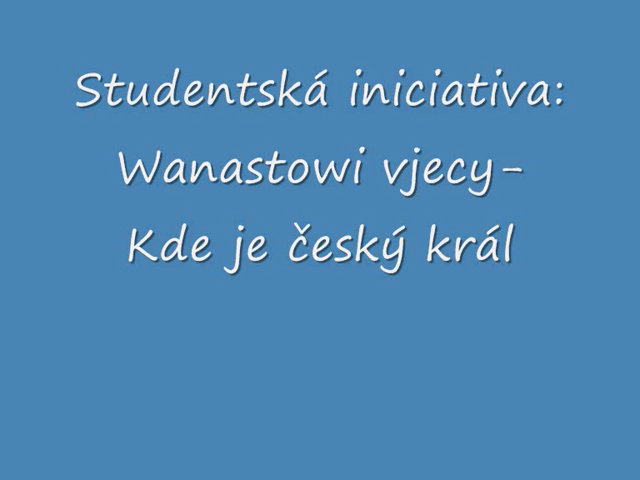 Studentská iniciativa:
Wanastowi vjecy-
Kde je český král